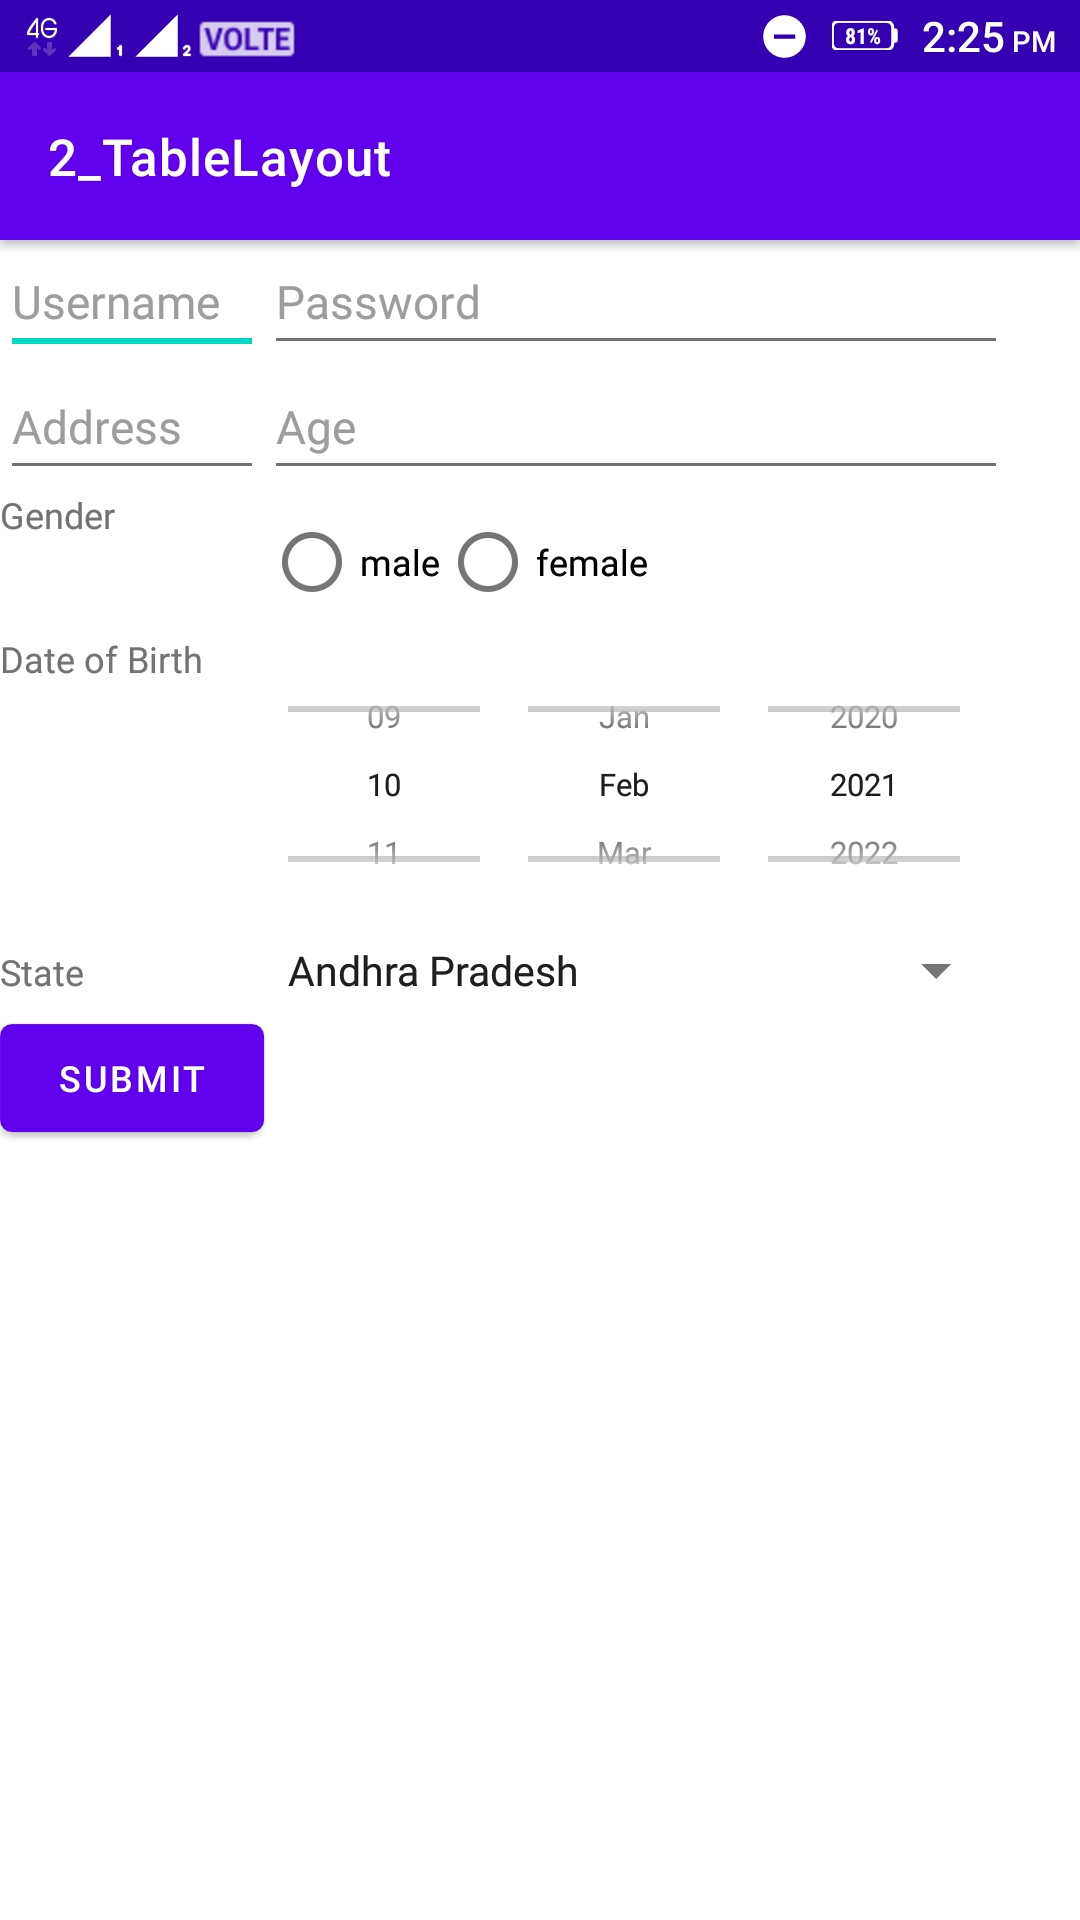 4G 1 2 VOLTE 81% 2:25 PM
2_TableLayout
Username Password
Address Age
Gender
male female
Date of Birth
09 Jan 2020
10 Feb 2021
11 Mar 2022
State Andhra Pradesh
SUBMIT